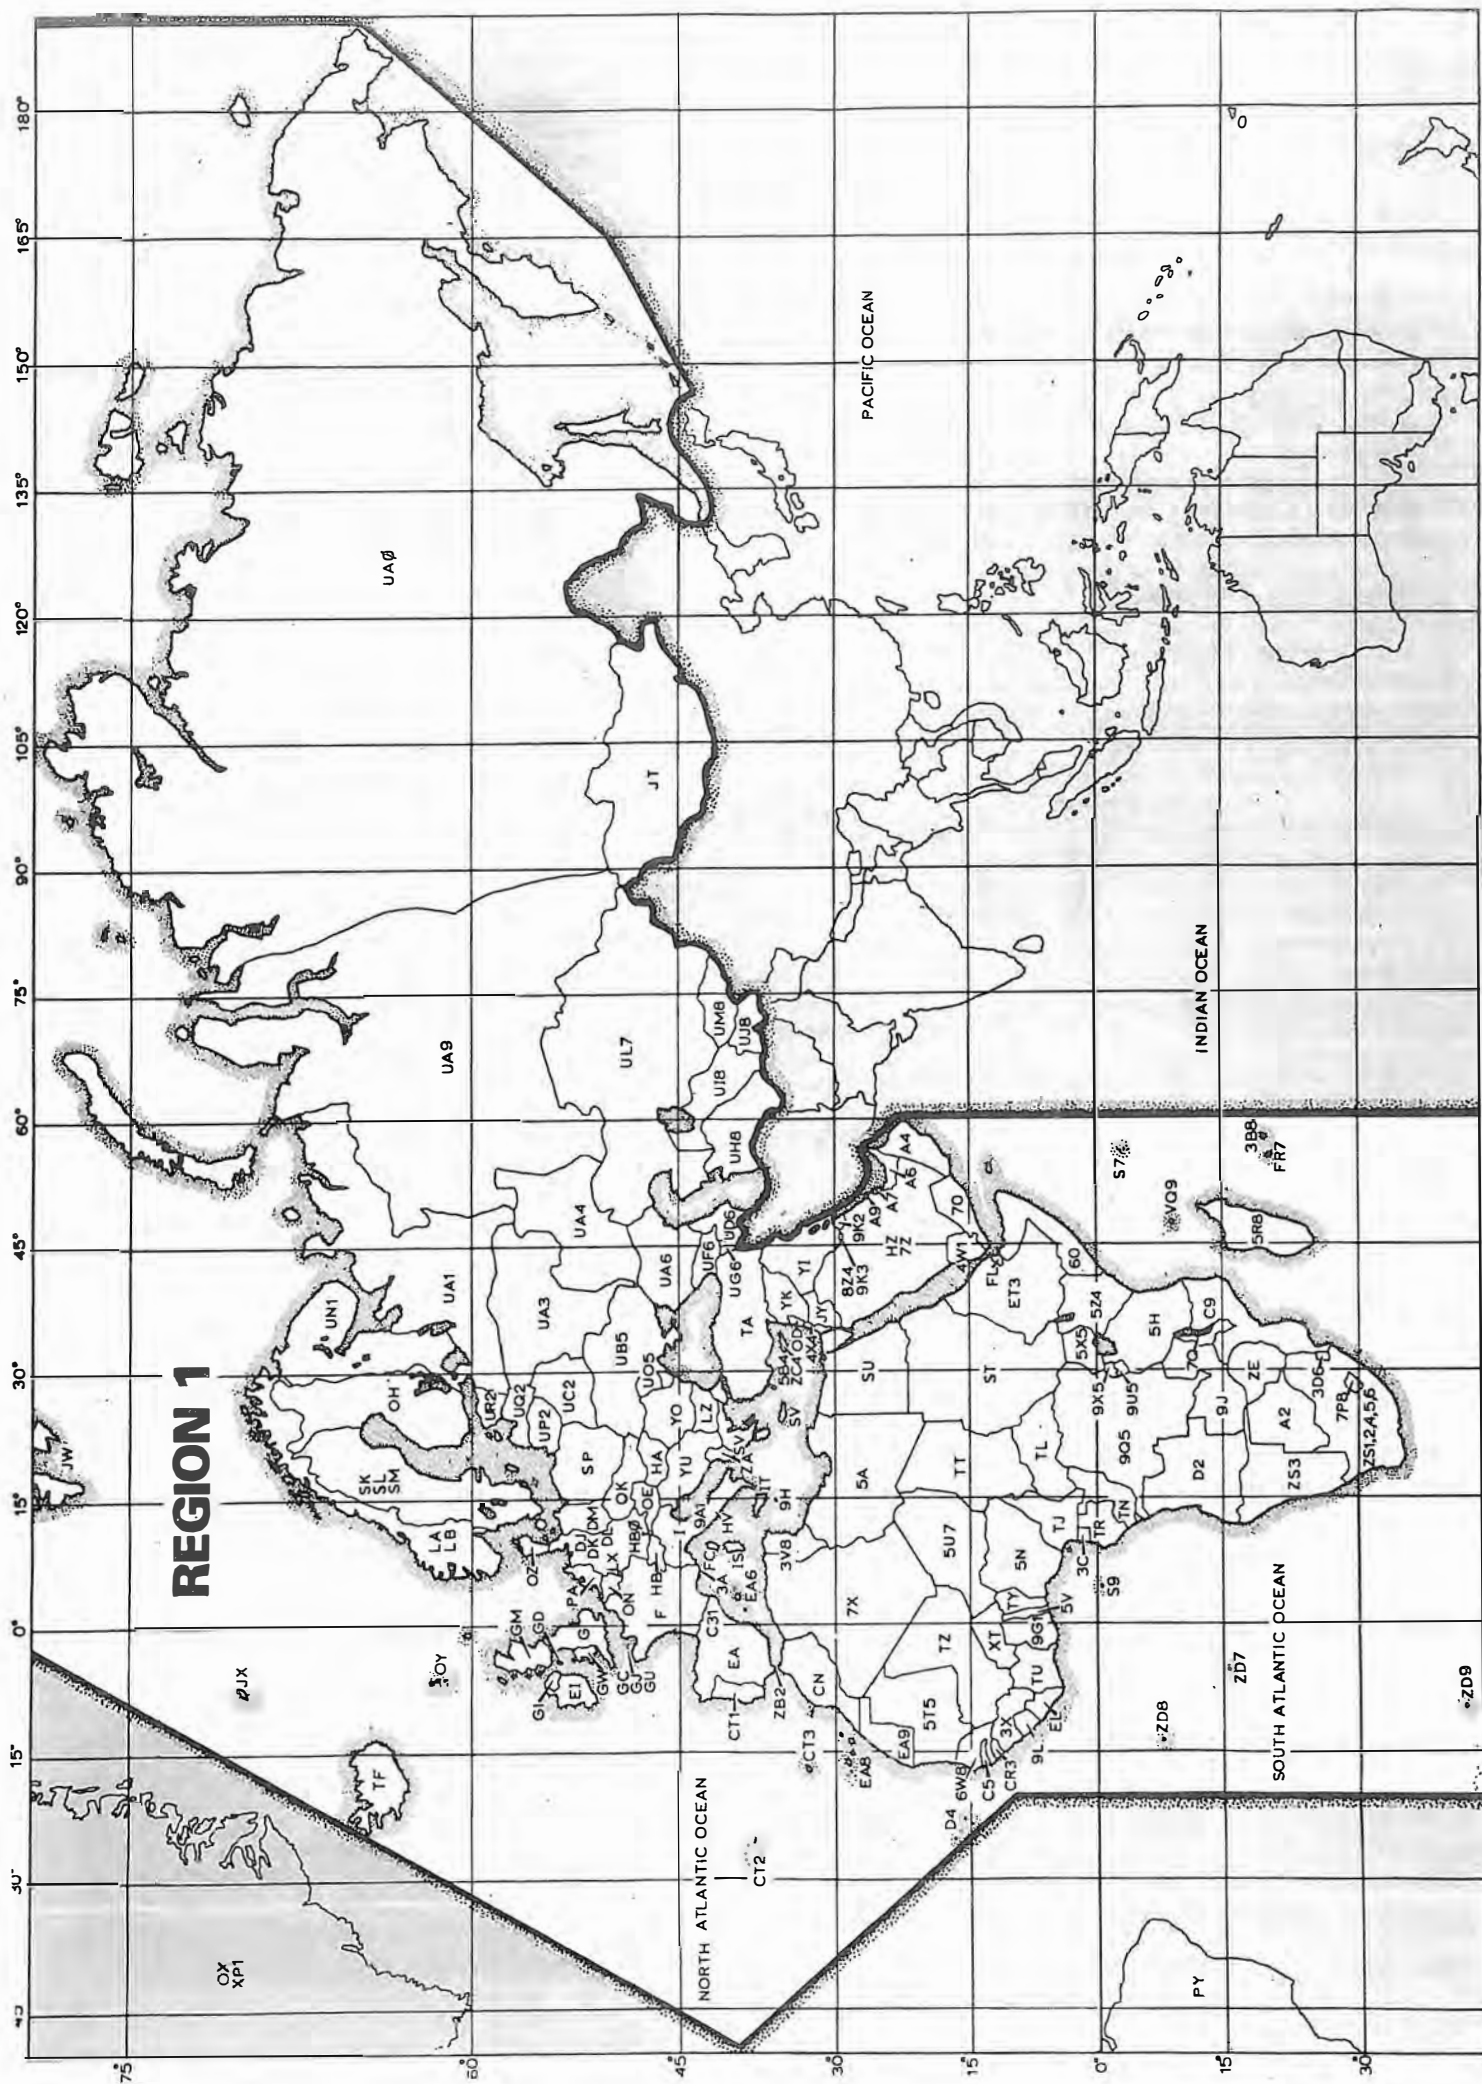 REGION 1
45°
30°
15°
0°
15°
30°
45°
60°
75°
90°
105°
120°
135°
150°
165°
180°
75°
60°
45°
30°
15°
0°
15°
30°
OX
XP1
JX
OY
TF
JW
LA
LB
SK
SL
SM
OH
UN1
UA1
UA9
UAØ
GM
GD
GI
EI
G
GW
GC
GJ
GU
OZ
PA
DJ
DK
DL
DM
LX
ON
F
HB
HBØ
OE
OK
SP
UP2
UQ2
UR2
UC2
UA3
UA4
UB5
UO5
UA6
UL7
JT
HA
YU
YO
LZ
ZA
SV
SV
I
9A1
FC
3A
IS
HV
IT
9H
C31
EA
EA6
CT1
ZB2
UF6
UG6
UD6
UH8
UI8
UM8
UJ8
TA
5B4
ZC4
OD
4X4
YK
JY
YI
8Z4
9K3
9K2
HZ
7Z
A9
A7
A6
A4
7O
4W1
NORTH ATLANTIC OCEAN
CT2
CT3
EA8
EA9
CN
7X
3V8
5A
SU
ST
ET3
FL8
6O
D4
6W8
C5
CR3
3X
9L
EL
TU
5T5
TZ
XT
9G1
5V
TY
5N
5U7
TT
TL
TJ
3C
TR
TN
S9
9Q5
9X5
9U5
5X5
5Z4
5H
D2
9J
7Q
C9
ZE
A2
ZS3
3D6
7P8
ZS1,2,4,5,6
5R8
VQ9
S7
3B8
FR7
ZD8
ZD7
ZD9
PY
SOUTH ATLANTIC OCEAN
INDIAN OCEAN
PACIFIC OCEAN